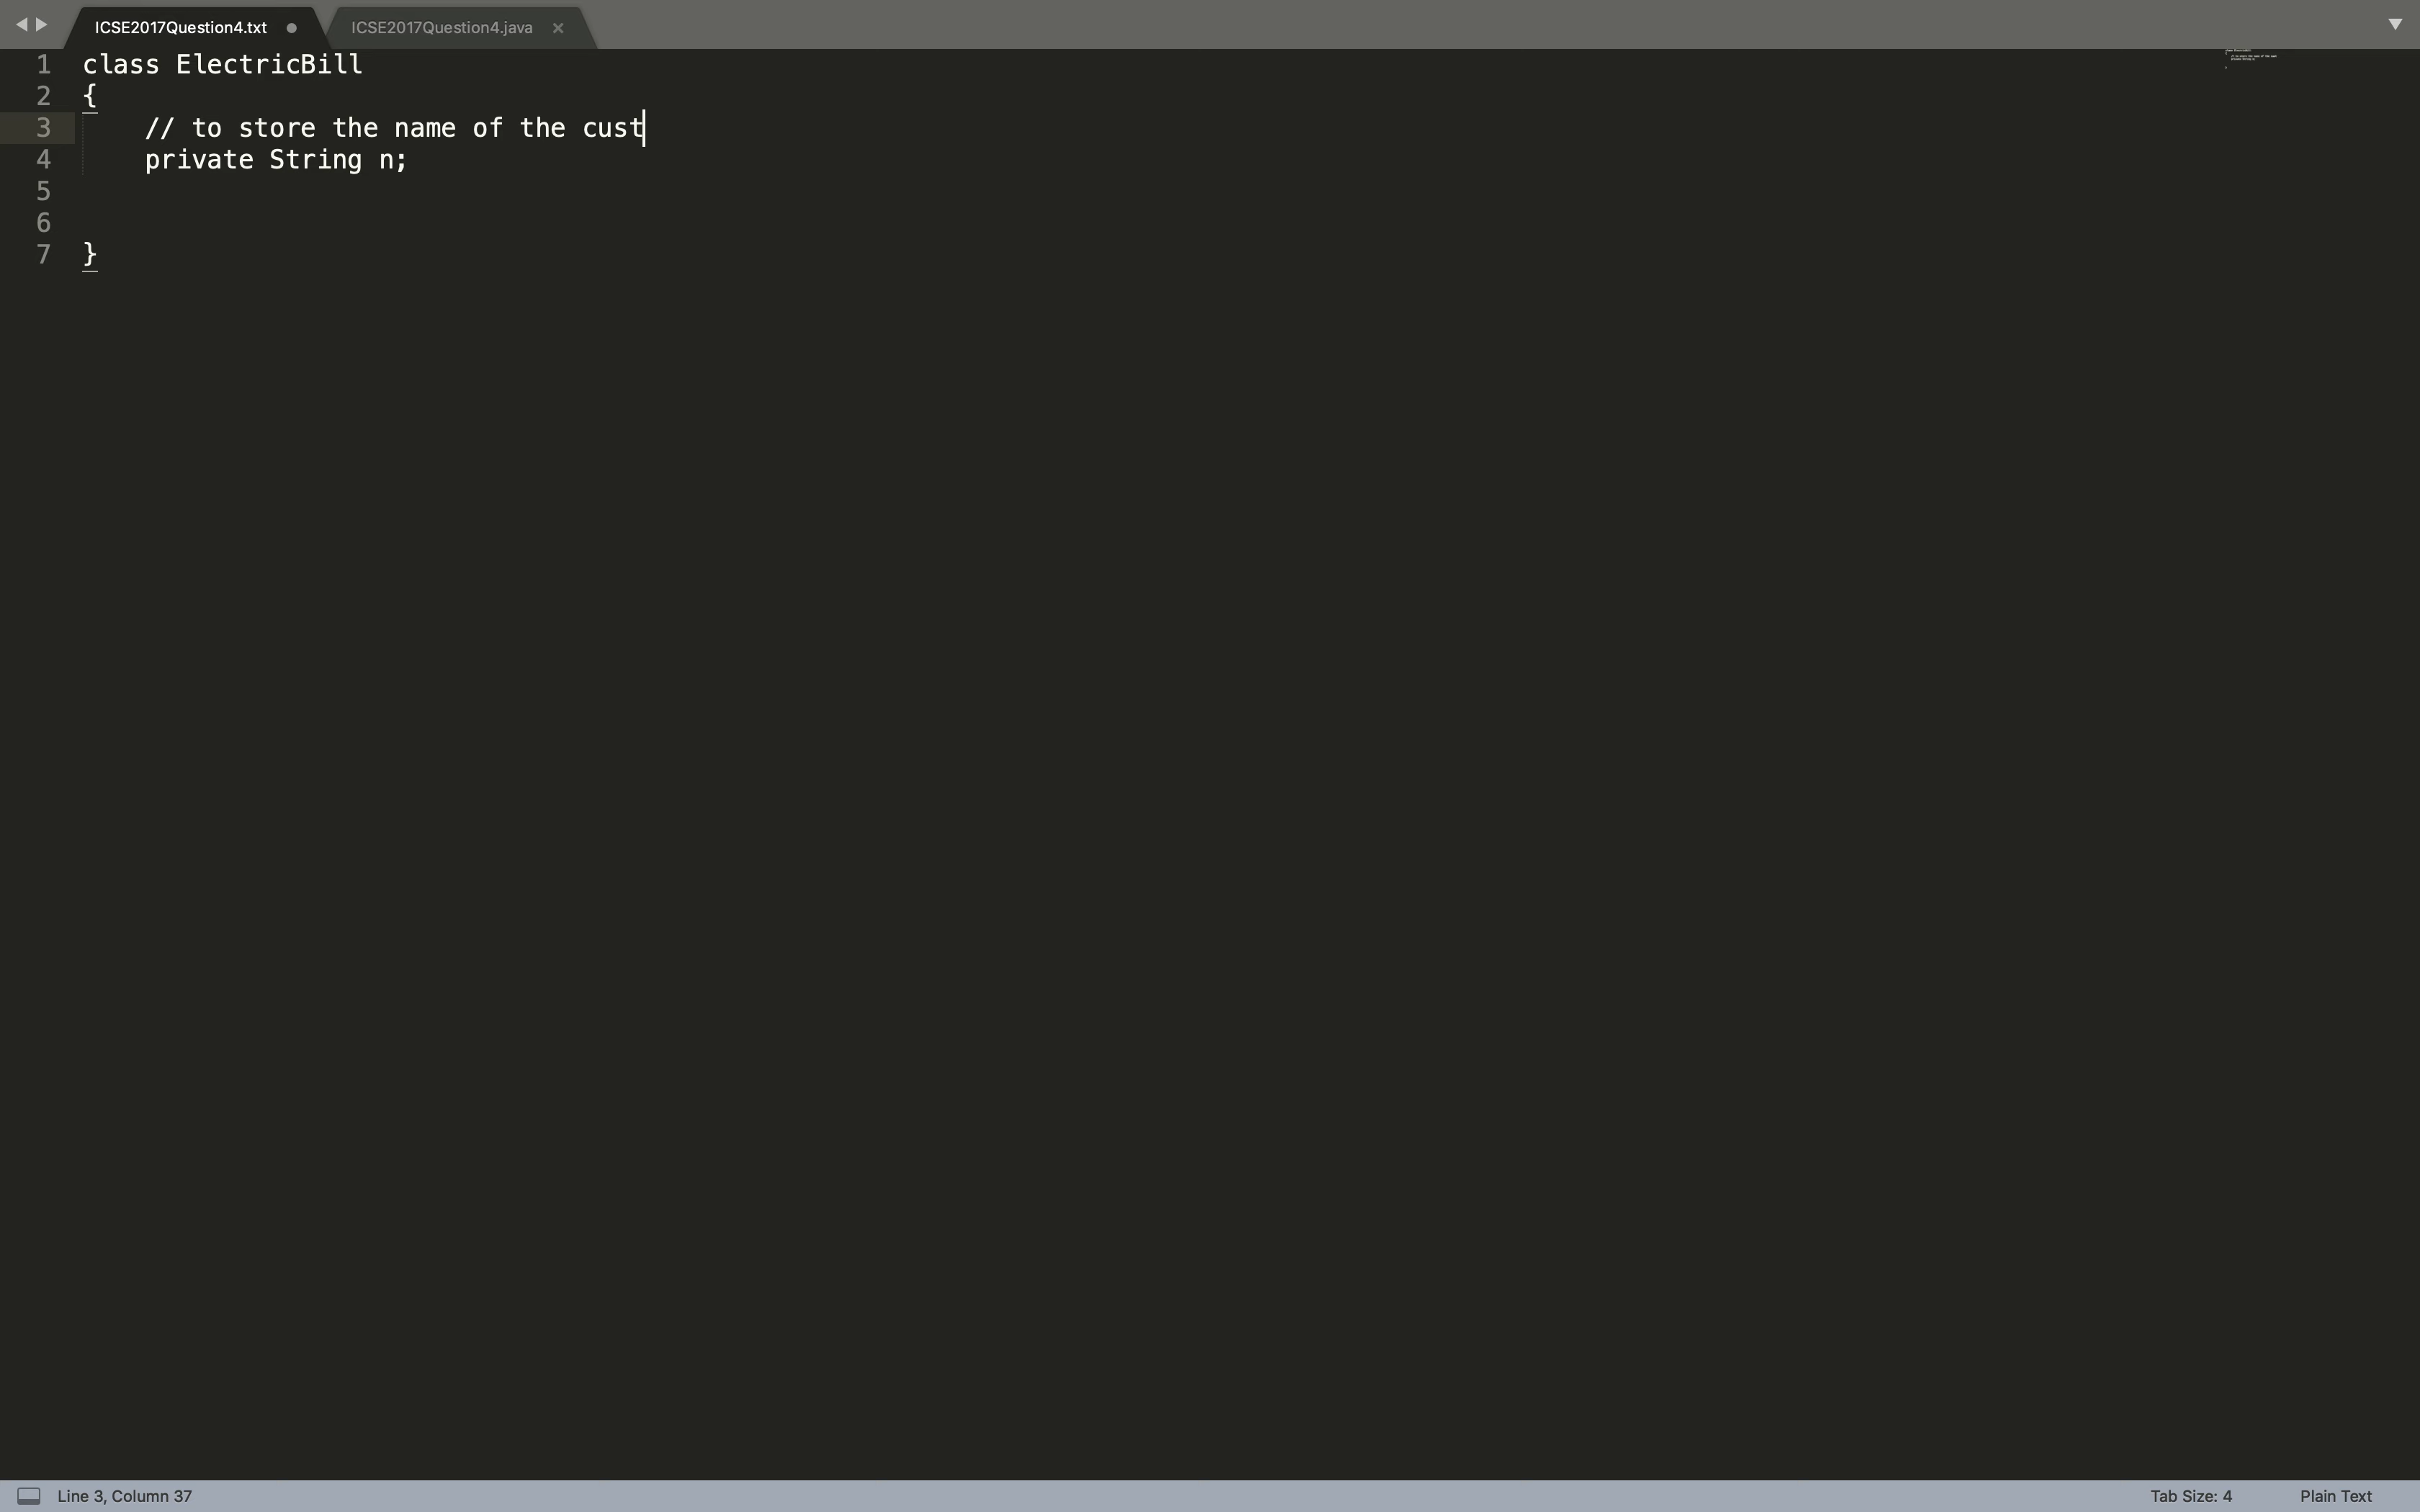 ICSE2017Question4.txt ICSE2017Question4.java
1 class ElectricBill
2 {
3 // to store the name of the cust
4 private String n;
5
6
7 }
Line 3, Column 37 Tab Size: 4 Plain Text